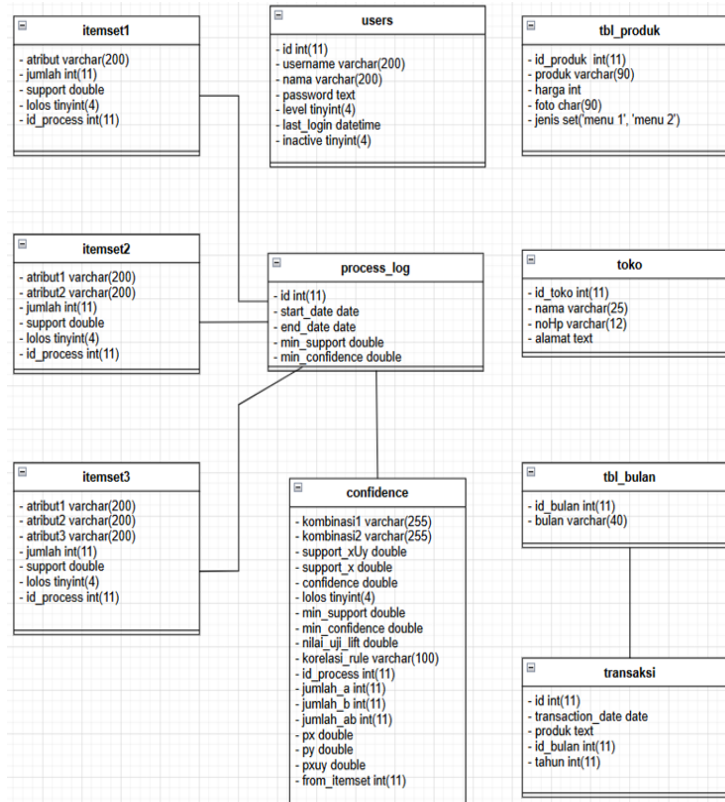 itemset1
- atribut varchar(200)
- jumlah int(11)
- support double
- lolos tinyint(4)
- id_process int(11)
users
- id int(11)
- username varchar(200)
- nama varchar(200)
- password text
- level tinyint(4)
- last_login datetime
- inactive tinyint(4)
tbl_produk
- id_produk int(11)
- produk varchar(90)
- harga int
- foto char(90)
- jenis set('menu 1', 'menu 2')
itemset2
- atribut1 varchar(200)
- atribut2 varchar(200)
- jumlah int(11)
- support double
- lolos tinyint(4)
- id_process int(11)
process_log
- id int(11)
- start_date date
- end_date date
- min_support double
- min_confidence double
toko
- id_toko int(11)
- nama varchar(25)
- noHp varchar(12)
- alamat text
itemset3
- atribut1 varchar(200)
- atribut2 varchar(200)
- atribut3 varchar(200)
- jumlah int(11)
- support double
- lolos tinyint(4)
- id_process int(11)
confidence
- kombinasi1 varchar(255)
- kombinasi2 varchar(255)
- support_xUy double
- support_x double
- confidence double
- lolos tinyint(4)
- min_support double
- min_confidence double
- nilai_uji_lift double
- korelasi_rule varchar(100)
- id_process int(11)
- jumlah_a int(11)
- jumlah_b int(11)
- jumlah_ab int(11)
- px double
- py double
- pxuy double
- from_itemset int(11)
tbl_bulan
- id_bulan int(11)
- bulan varchar(40)
transaksi
- id int(11)
- transaction_date date
- produk text
- id_bulan int(11)
- tahun int(11)